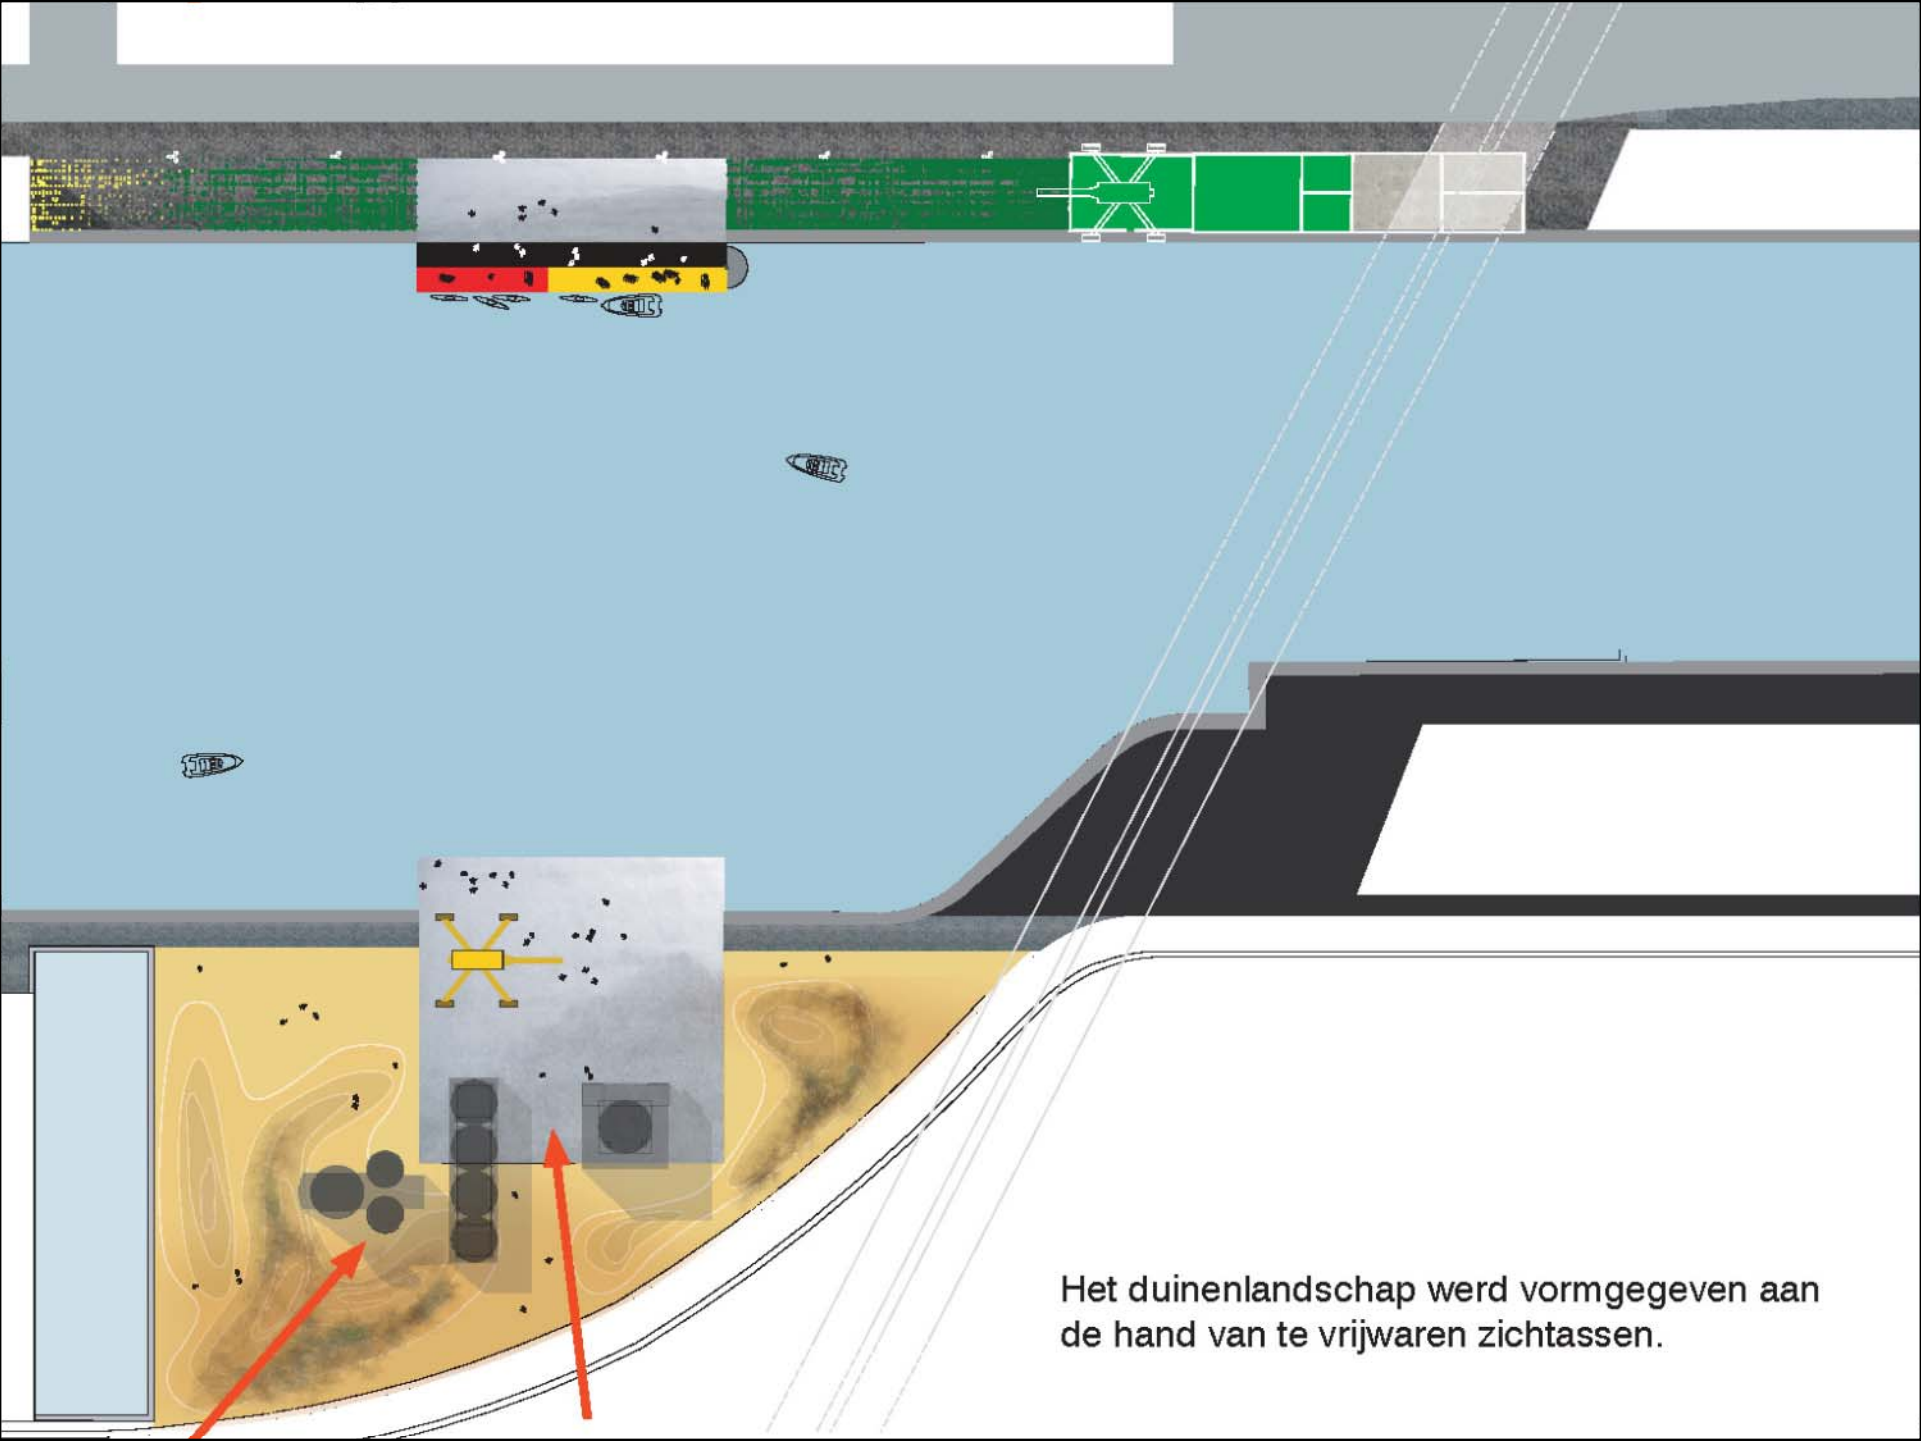 Het duinenlandschap werd vormgegeven aan
de hand van te vrijwaren zichtassen.